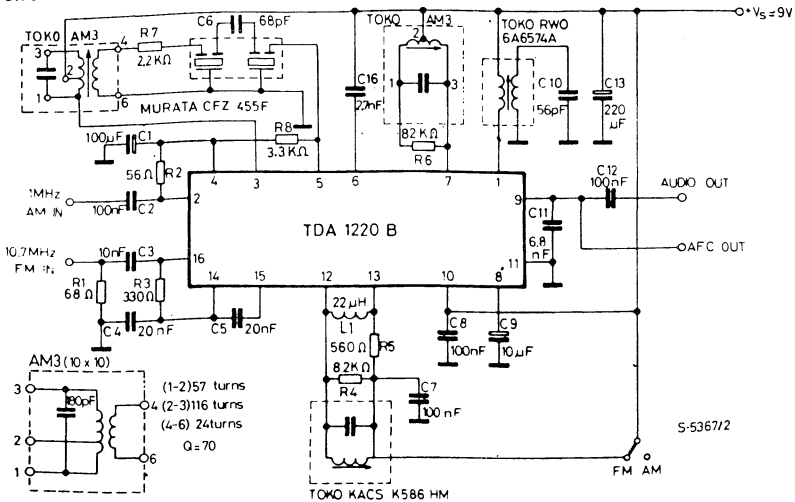 TOKO AM3
3
2
1
4
6
R7
2,2KΩ
C6
68pF
MURATA CFZ 455F
C16
2,7nF
TOKO AM3
2
1
3
82KΩ
R6
TOKO RWO
6A6574A
C10
56pF
C13
220
µF
+Vs=9V
100µF C1
56Ω R2
R8
3.3KΩ
1MHz
AM IN
100nF C2
4 3 5 6 7 1
2
9
TDA 1220 B
C12
100nF
AUDIO OUT
C11
6.8
nF
AFC OUT
11
10.7MHz
FM IN
10nF C3
16
R1
68Ω
R3
330Ω
C4 20nF
C5 20nF
14 15 12 13 10 8
22µH
L1
560Ω
R5
8.2KΩ
R4
C7
100nF
C8
100nF
C9
10µF
TOKO KACS K586 HM
FM AM
S-5367/2
AM3 (10x10)
3
2
1
180pF
4
6
(1-2) 57 turns
(2-3) 116 turns
(4-6) 24 turns
Q=70